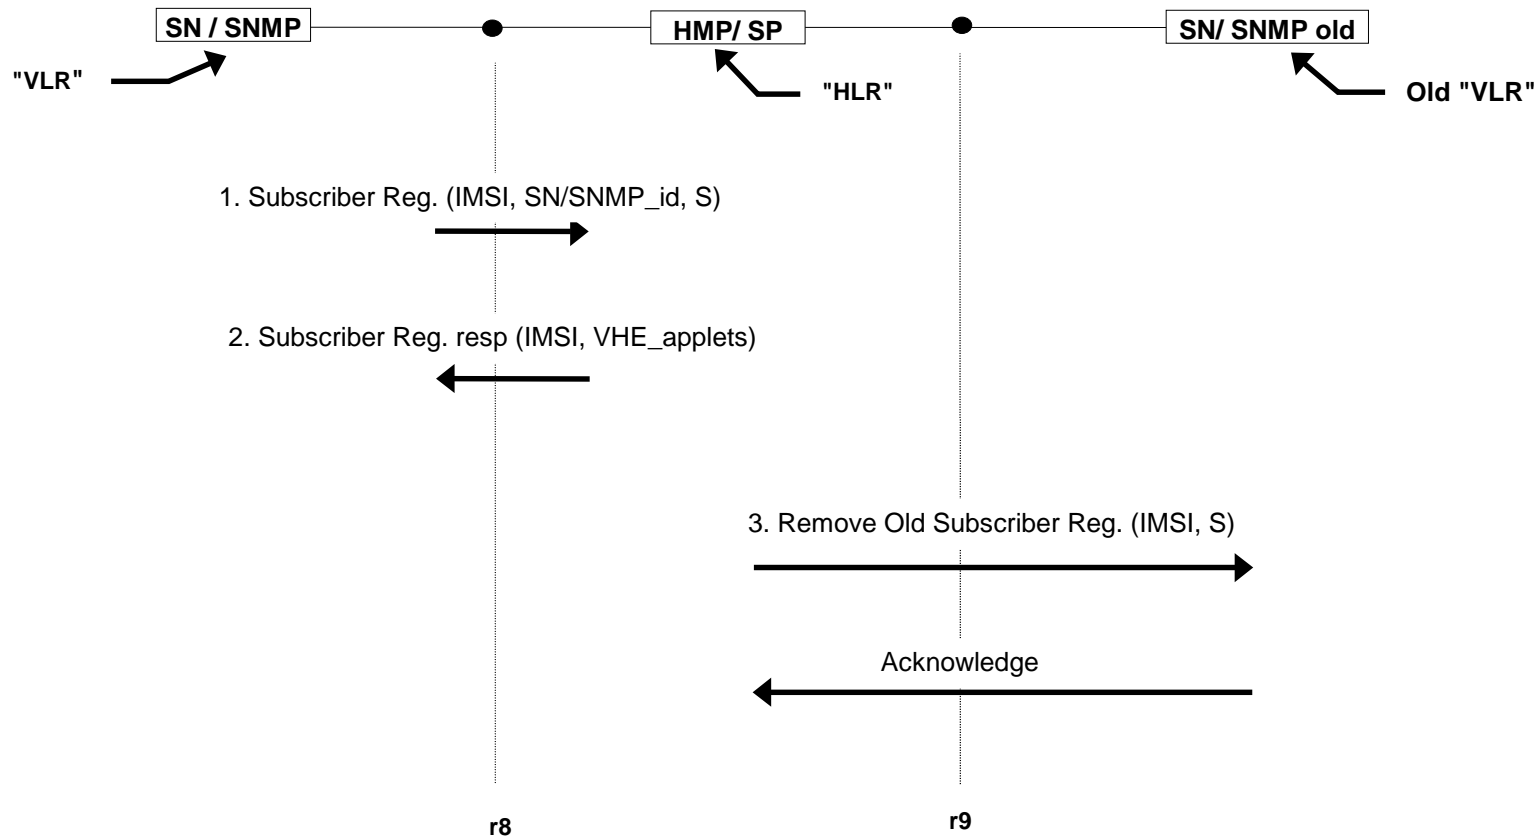 SN / SNMP
HMP/ SP
SN/ SNMP old
"VLR"
"HLR"
Old "VLR"
1. Subscriber Reg. (IMSI, SN/SNMP_id, S)
2. Subscriber Reg. resp (IMSI, VHE_applets)
3. Remove Old Subscriber Reg. (IMSI, S)
Acknowledge
r8
r9